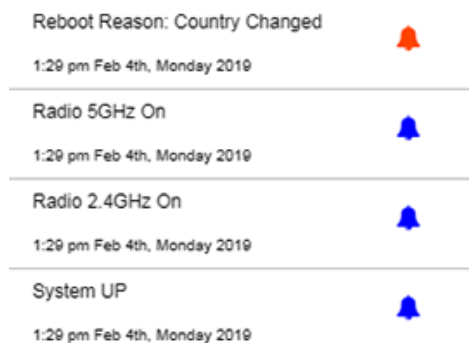 Reboot Reason: Country Changed
1:29 pm Feb 4th, Monday 2019
Radio 5GHz On
1:29 pm Feb 4th, Monday 2019
Radio 2.4GHz On
1:29 pm Feb 4th, Monday 2019
System UP
1:29 pm Feb 4th, Monday 2019